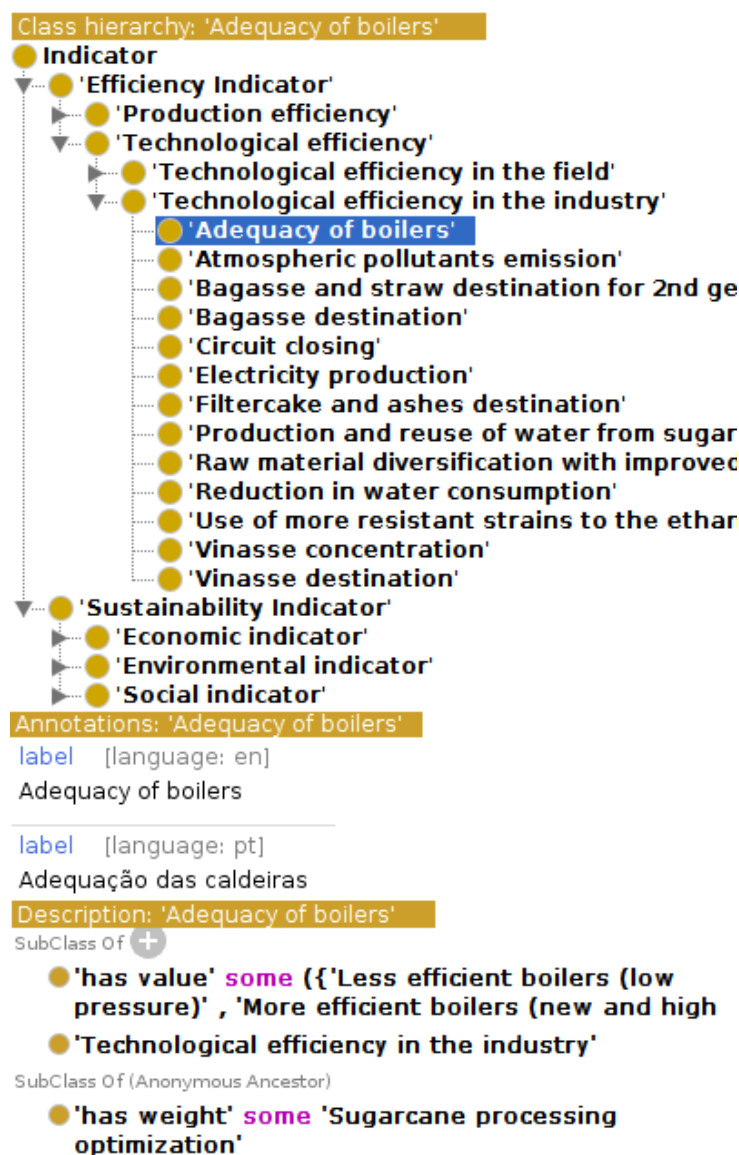 Class hierarchy: 'Adequacy of boilers'
Indicator
'Efficiency Indicator'
'Production efficiency'
'Technological efficiency'
'Technological efficiency in the field'
'Technological efficiency in the industry'
'Adequacy of boilers'
'Atmospheric pollutants emission'
'Bagasse and straw destination for 2nd ge
'Bagasse destination'
'Circuit closing'
'Electricity production'
'Filtercake and ashes destination'
'Production and reuse of water from sugar
'Raw material diversification with improved
'Reduction in water consumption'
'Use of more resistant strains to the ethan
'Vinasse concentration'
'Vinasse destination'
'Sustainability Indicator'
'Economic indicator'
'Environmental indicator'
'Social indicator'
Annotations: 'Adequacy of boilers'
label [language: en]
Adequacy of boilers
label [language: pt]
Adequação das caldeiras
Description: 'Adequacy of boilers'
SubClass Of +
'has value' some ({'Less efficient boilers (low
pressure)' , 'More efficient boilers (new and high
'Technological efficiency in the industry'
SubClass Of (Anonymous Ancestor)
'has weight' some 'Sugarcane processing
optimization'